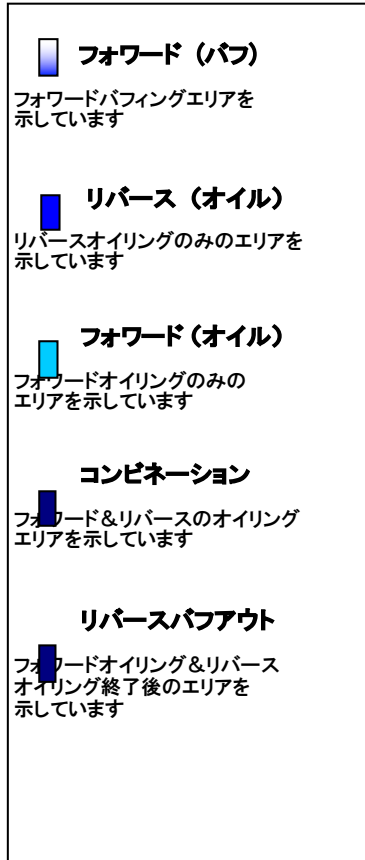 フォワード (バフ)
フォワードバフィングエリアを
示しています
リバース (オイル)
リバースオイリングのみのエリアを
示しています
フォワード (オイル)
フォワードオイリングのみの
エリアを示しています
コンビネーション
フォワード&リバースのオイリング
エリアを示しています
リバースバフアウト
フォワードオイリング&リバース
オイリング終了後のエリアを
示しています